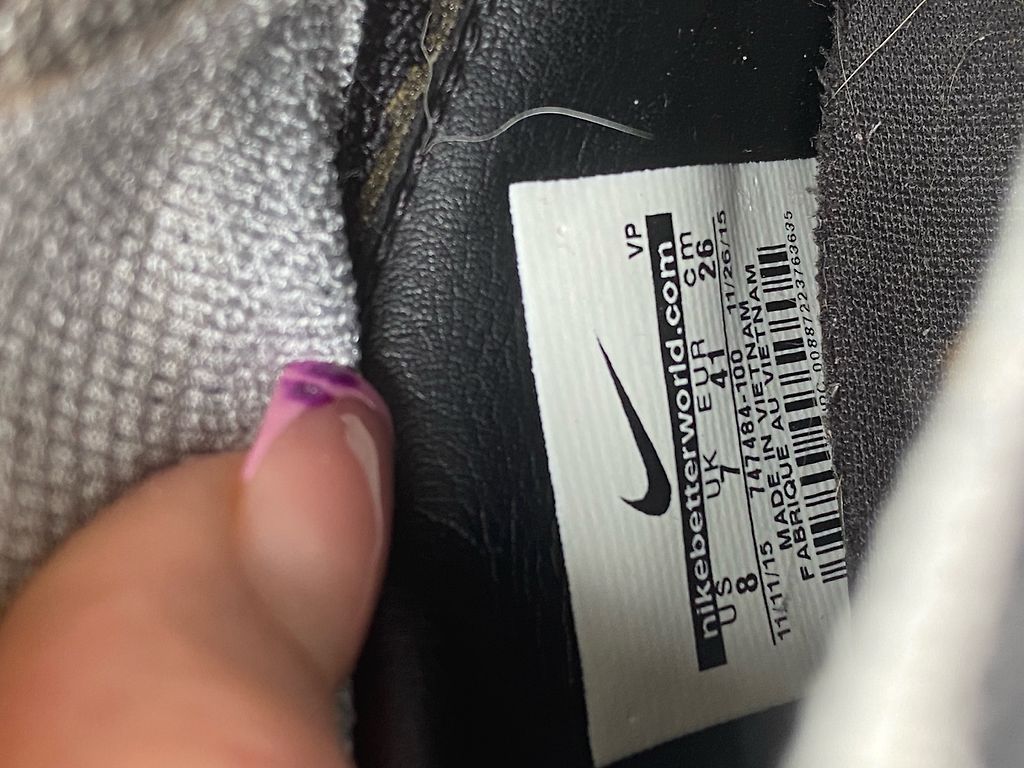 VP
nikebetterworld.com
US UK EUR cm
8 7 41 26
11/11/15 747484-100 11/26/15
MADE IN VIETNAM
FABRIQUE AU VIETNAM
00887223763635